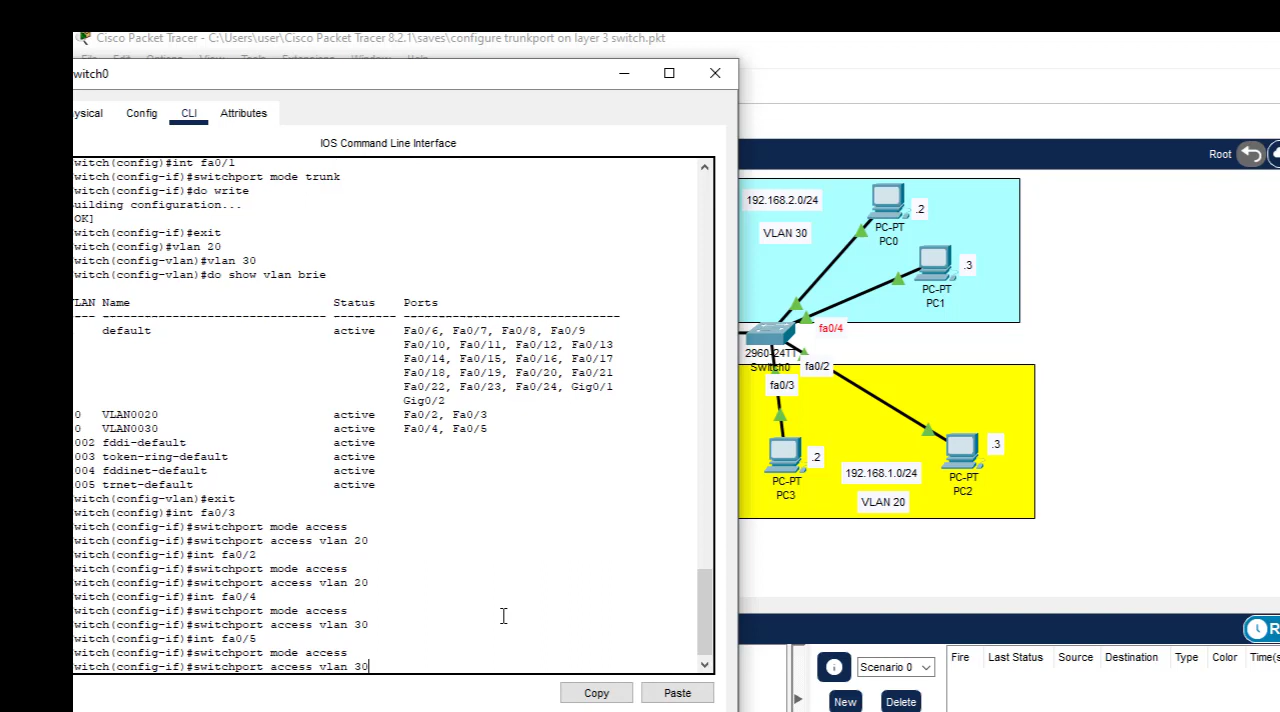 Cisco Packet Tracer - C:\Users\user\Cisco Packet Tracer 8.2.1\saves\configure trunkport on layer 3 switch.pkt
File Edit Options View Tools Extensions Window Help
witch0
ysical Config CLI Attributes
IOS Command Line Interface
witch(config)#int fa0/1
witch(config-if)#switchport mode trunk
witch(config-if)#do write
uilding configuration...
OK]
witch(config-if)#exit
witch(config)#vlan 20
witch(config-vlan)#vlan 30
witch(config-vlan)#do show vlan brie
LAN Name Status Ports
---- -------------------------------- --------- -------------------------------
default active Fa0/6, Fa0/7, Fa0/8, Fa0/9
Fa0/10, Fa0/11, Fa0/12, Fa0/13
Fa0/14, Fa0/15, Fa0/16, Fa0/17
Fa0/18, Fa0/19, Fa0/20, Fa0/21
Fa0/22, Fa0/23, Fa0/24, Gig0/1
Gig0/2
0 VLAN0020 active Fa0/2, Fa0/3
0 VLAN0030 active Fa0/4, Fa0/5
002 fddi-default active
003 token-ring-default active
004 fddinet-default active
005 trnet-default active
witch(config-vlan)#exit
witch(config)#int fa0/3
witch(config-if)#switchport mode access
witch(config-if)#switchport access vlan 20
witch(config-if)#int fa0/2
witch(config-if)#switchport mode access
witch(config-if)#switchport access vlan 20
witch(config-if)#int fa0/4
witch(config-if)#switchport mode access
witch(config-if)#switchport access vlan 30
witch(config-if)#int fa0/5
witch(config-if)#switchport mode access
witch(config-if)#switchport access vlan 30
Copy Paste
Root
192.168.2.0/24
VLAN 30
.2
PC-PT
PC0
.3
PC-PT
PC1
fa0/4
2960-24TT
Switch0
fa0/2
fa0/3
.2
PC-PT
PC3
.3
PC-PT
PC2
192.168.1.0/24
VLAN 20
R
Scenario 0
New Delete
Fire Last Status Source Destination Type Color Time(s